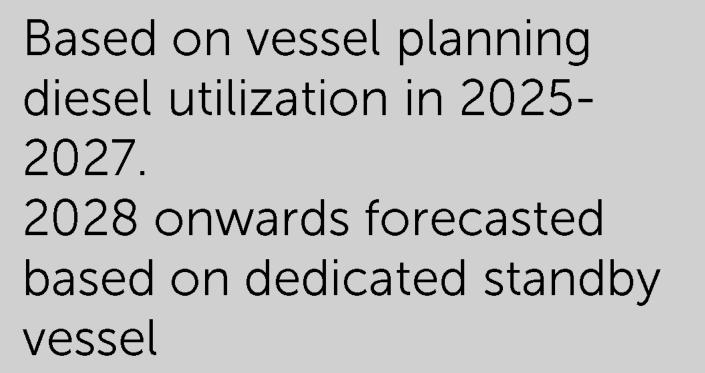 Based on vessel planning
diesel utilization in 2025-
2027.
2028 onwards forecasted
based on dedicated standby
vessel